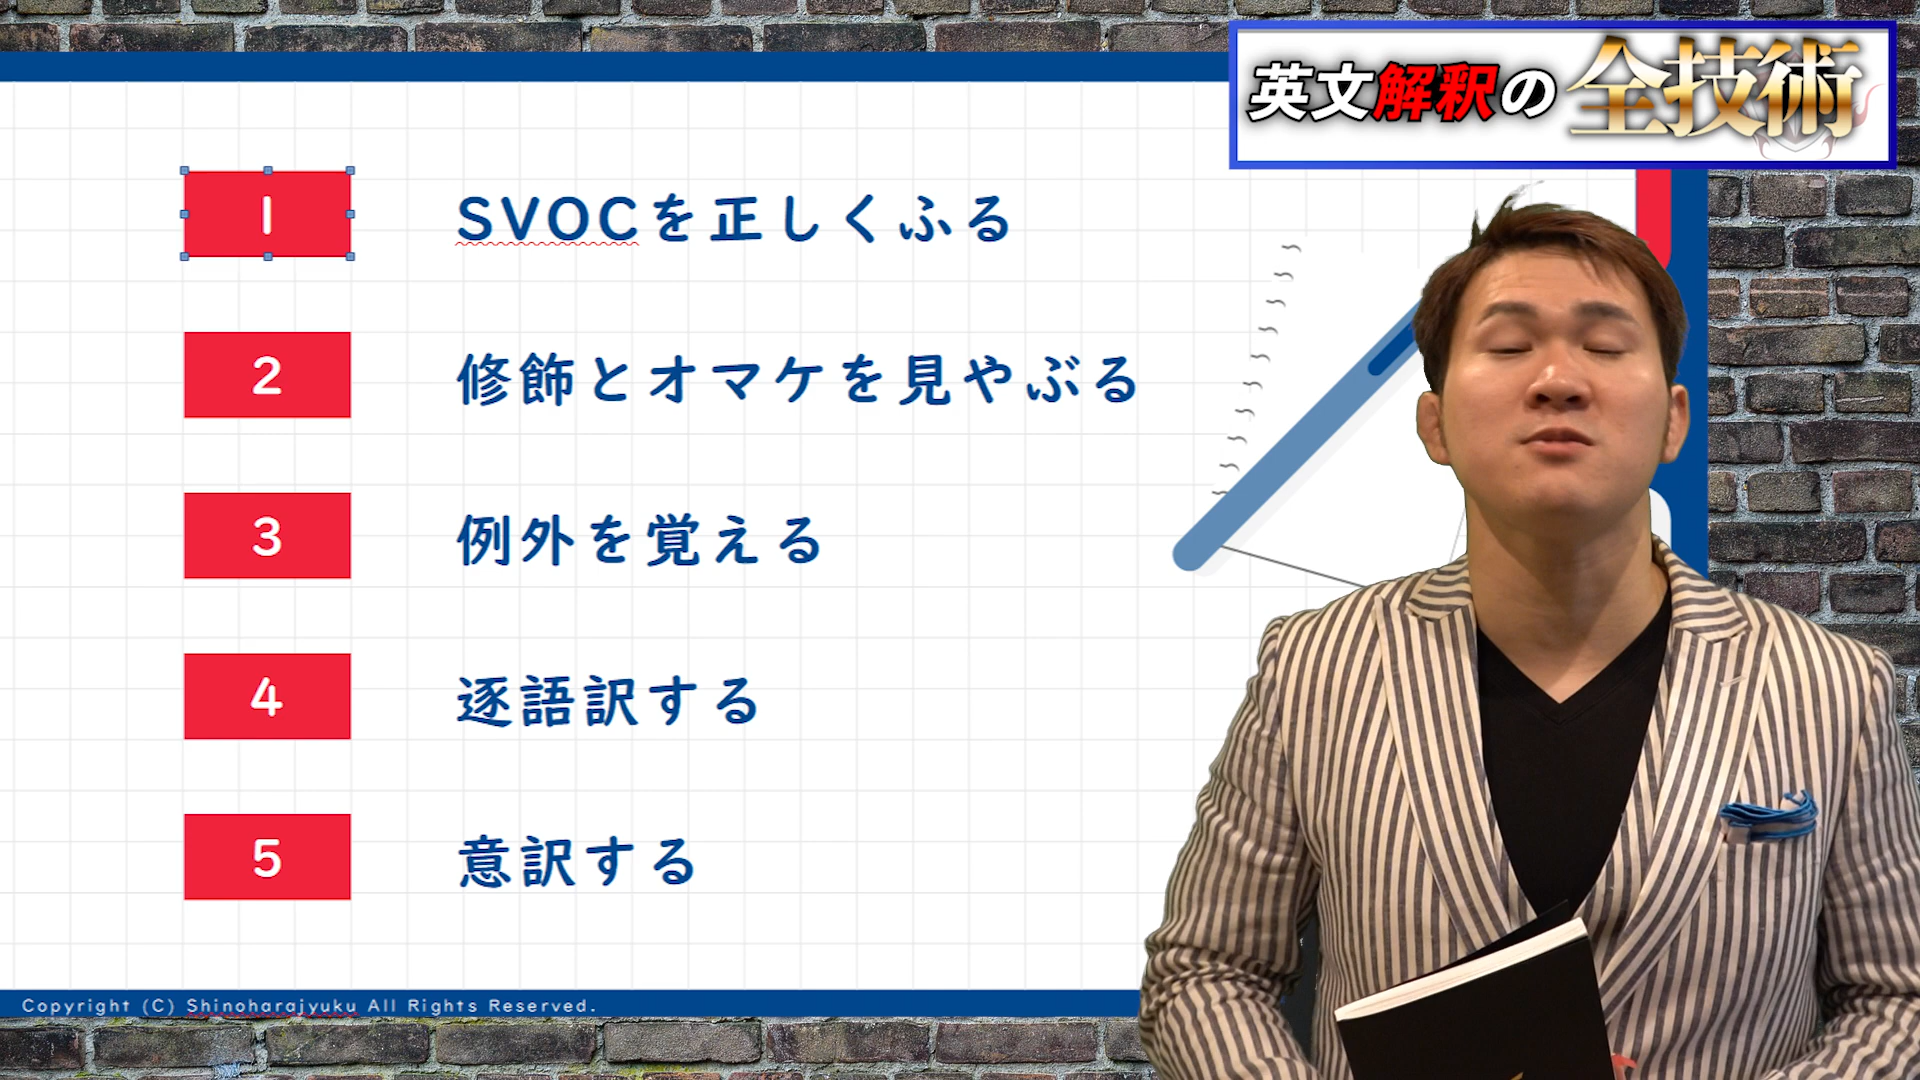 英文解釈の全技術
1 SVOCを正しくふる
2 修飾とオマケを見やぶる
3 例外を覚える
4 逐語訳する
5 意訳する
Copyright (C) Shinoharajyuku All Rights Reserved.